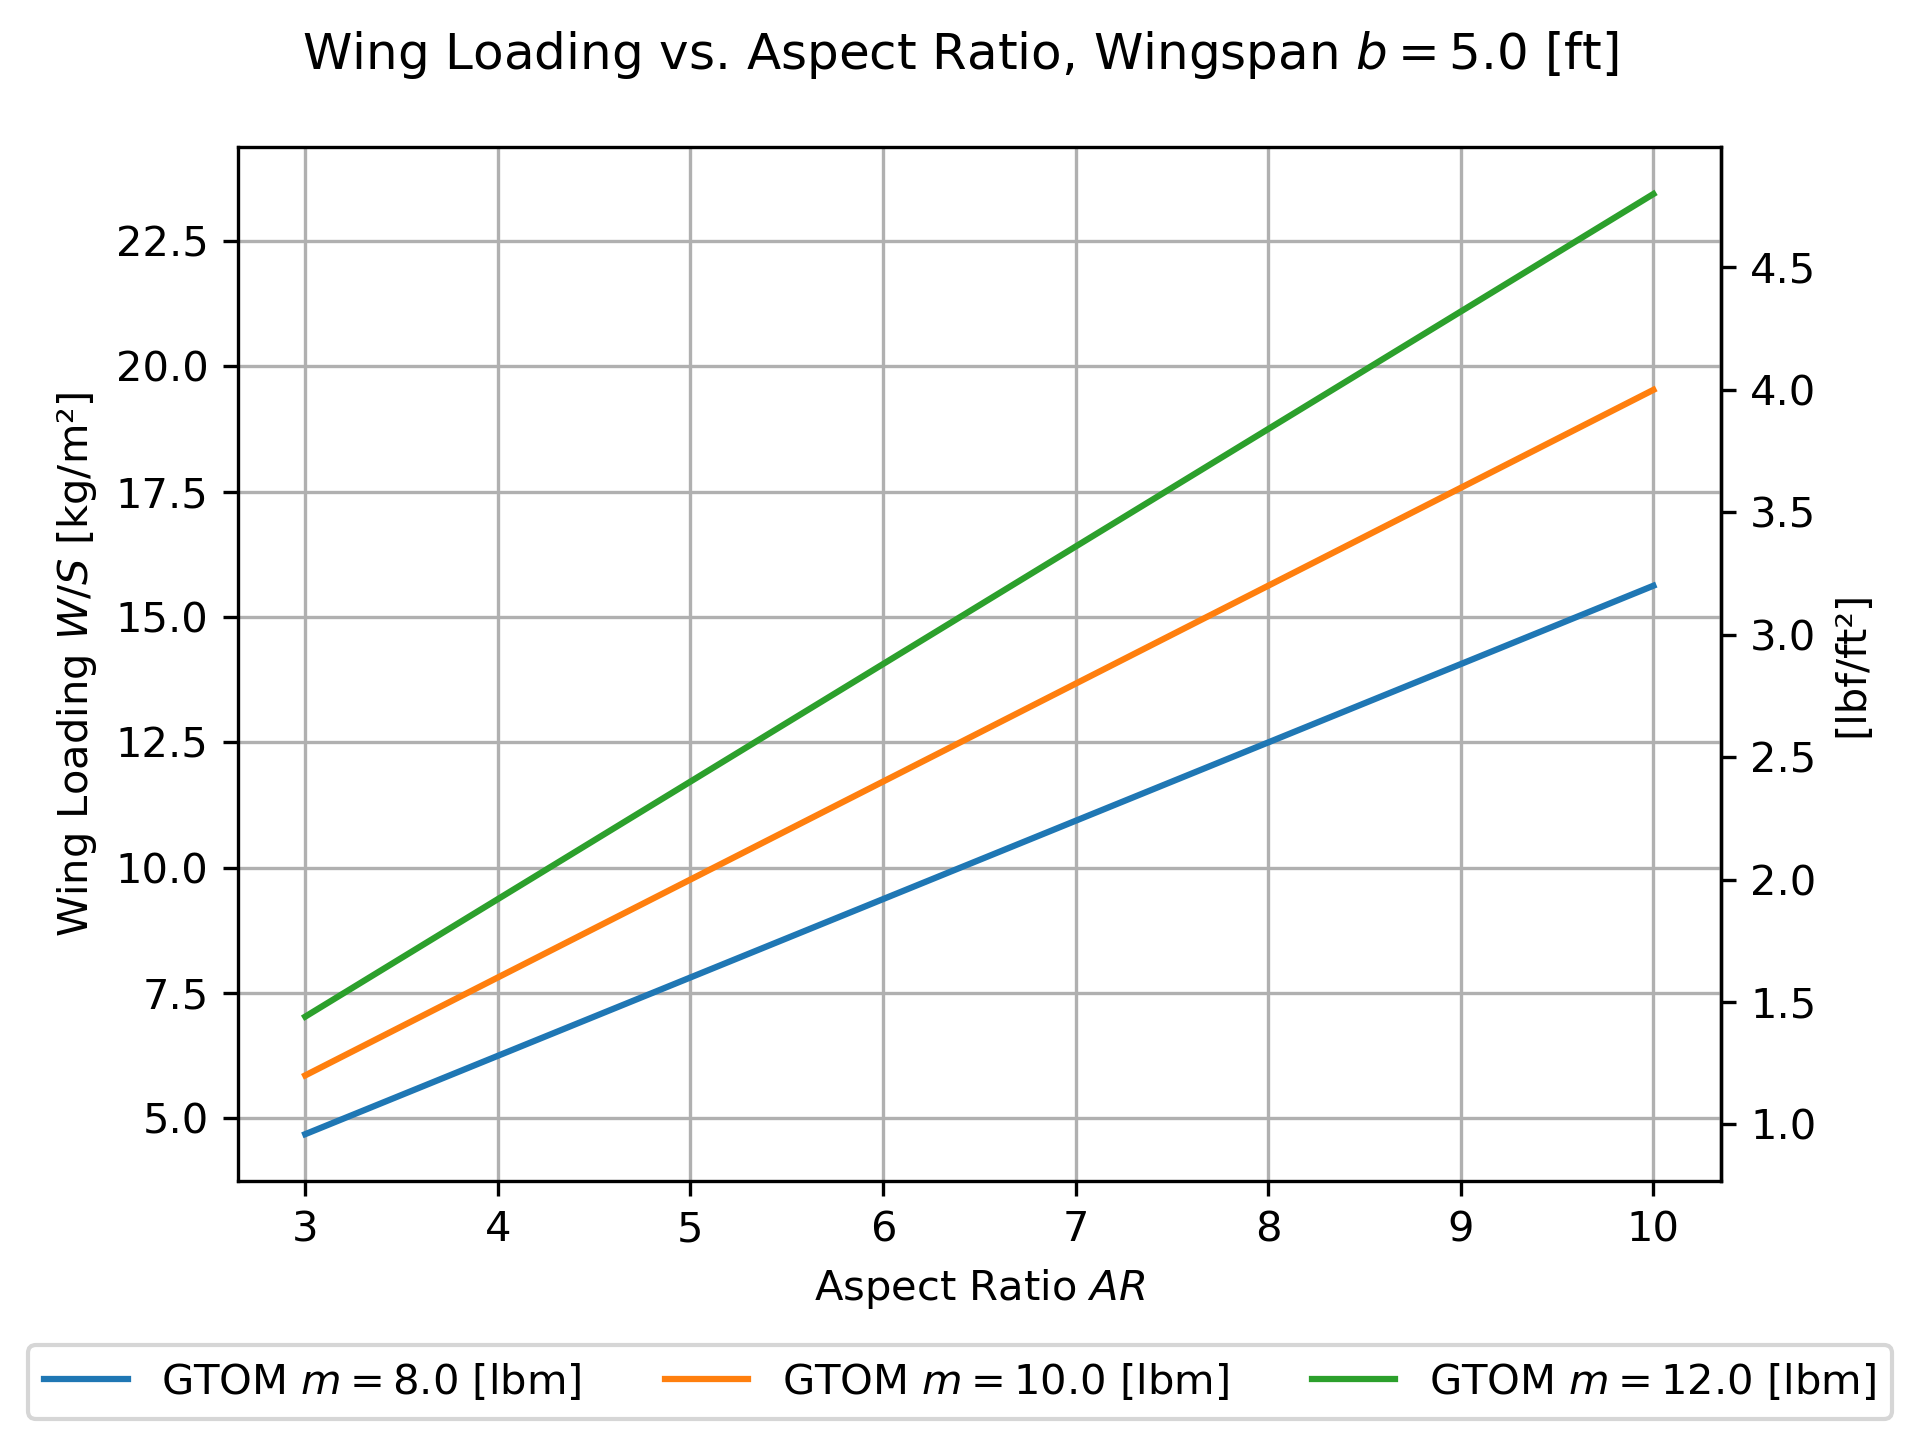 Wing Loading vs. Aspect Ratio, Wingspan b = 5.0 [ft]
Wing Loading W/S [kg/m²]
22.5
20.0
17.5
15.0
12.5
10.0
7.5
5.0
4.5
4.0
3.5
3.0
2.5
2.0
1.5
1.0
[lbf/ft²]
3 4 5 6 7 8 9 10
Aspect Ratio AR
GTOM m = 8.0 [lbm] GTOM m = 10.0 [lbm] GTOM m = 12.0 [lbm]